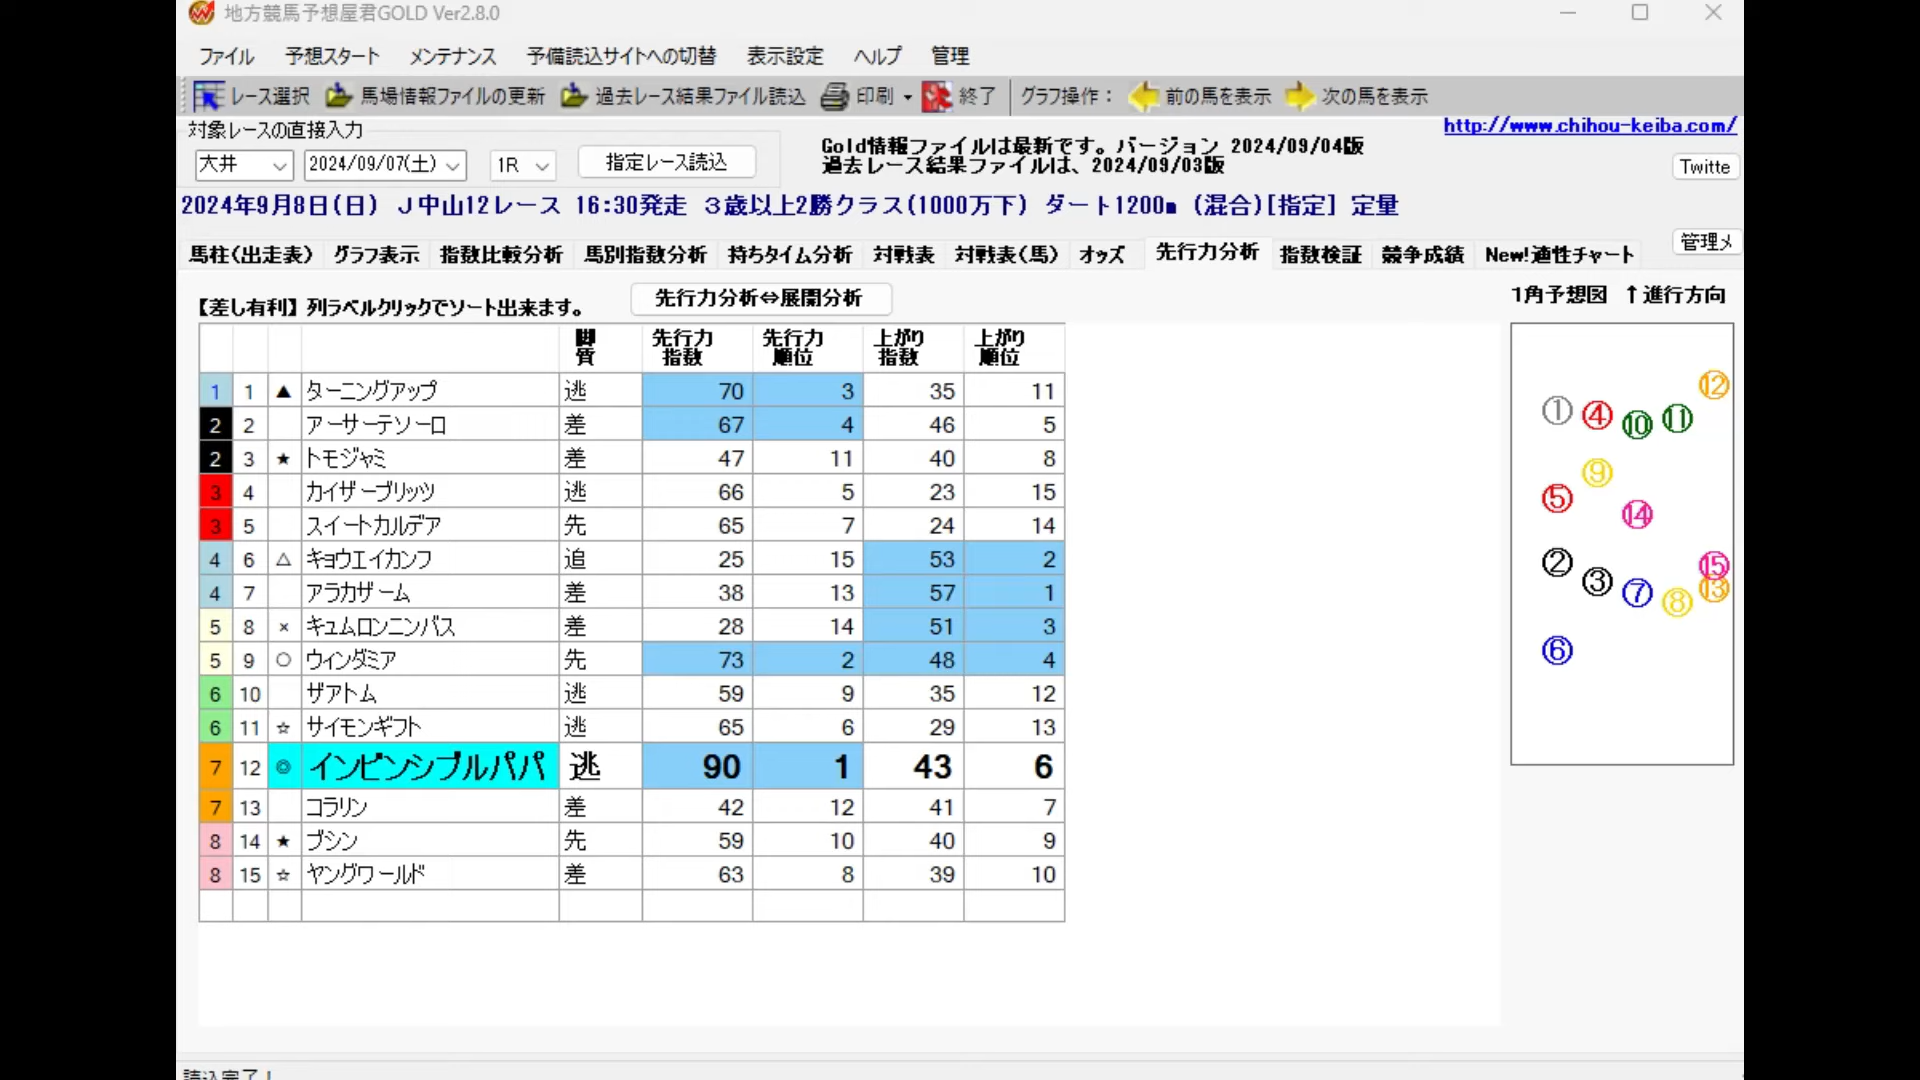 地方競馬予想屋君GOLD Ver2.8.0
ファイル 予想スタート メンテナンス 予備読込サイトへの切替 表示設定 ヘルプ 管理
レース選択 馬場情報ファイルの更新 過去レース結果ファイル読込 印刷 終了 グラフ操作： 前の馬を表示 次の馬を表示
対象レースの直接入力
http://www.chihou-keiba.com/
Gold情報ファイルは最新です。バージョン 2024/09/04版
過去レース結果ファイルは、2024/09/03版
大井 2024/09/07(土) 1R 指定レース読込
Twitte
2024年9月8日(日) J中山12レース 16:30発走 3歳以上2勝クラス(1000万下) ダート1200m (混合)[指定] 定量
管理メ
馬柱(出走表) グラフ表示 指数比較分析 馬別指数分析 持ちタイム分析 対戦表 対戦表(馬) オッズ 先行力分析 指数検証 競争成績 New!適性チャート
【差し有利】列ラベルクリックでソート出来ます。 先行力分析⇔展開分析
1角予想図 ↑進行方向
脚質 先行力指数 先行力順位 上がり指数 上がり順位
1 1 ▲ ターニングアップ 逃 70 3 35 11
2 2 アーサーテソーロ 差 67 4 46 5
2 3 ★ トモジャミ 差 47 11 40 8
3 4 カイザーブリッツ 逃 66 5 23 15
3 5 スイートカルデア 先 65 7 24 14
4 6 △ キョウエイカンフ 追 25 15 53 2
4 7 アラカザーム 差 38 13 57 1
5 8 × キュムロンニンバス 差 28 14 51 3
5 9 ○ ウィンダミア 先 73 2 48 4
6 10 ザアトム 逃 59 9 35 12
6 11 ☆ サイモンギフト 逃 65 6 29 13
7 12 ◎ インビンシブルパパ 逃 90 1 43 6
7 13 コラリン 差 42 12 41 7
8 14 ★ ブシン 先 59 10 40 9
8 15 ☆ ヤングワールド 差 63 8 39 10
⑫
① ④ ⑩ ⑪
⑨
⑤ ⑭
② ③ ⑦ ⑧ ⑮ ⑬
⑥
読込完了！